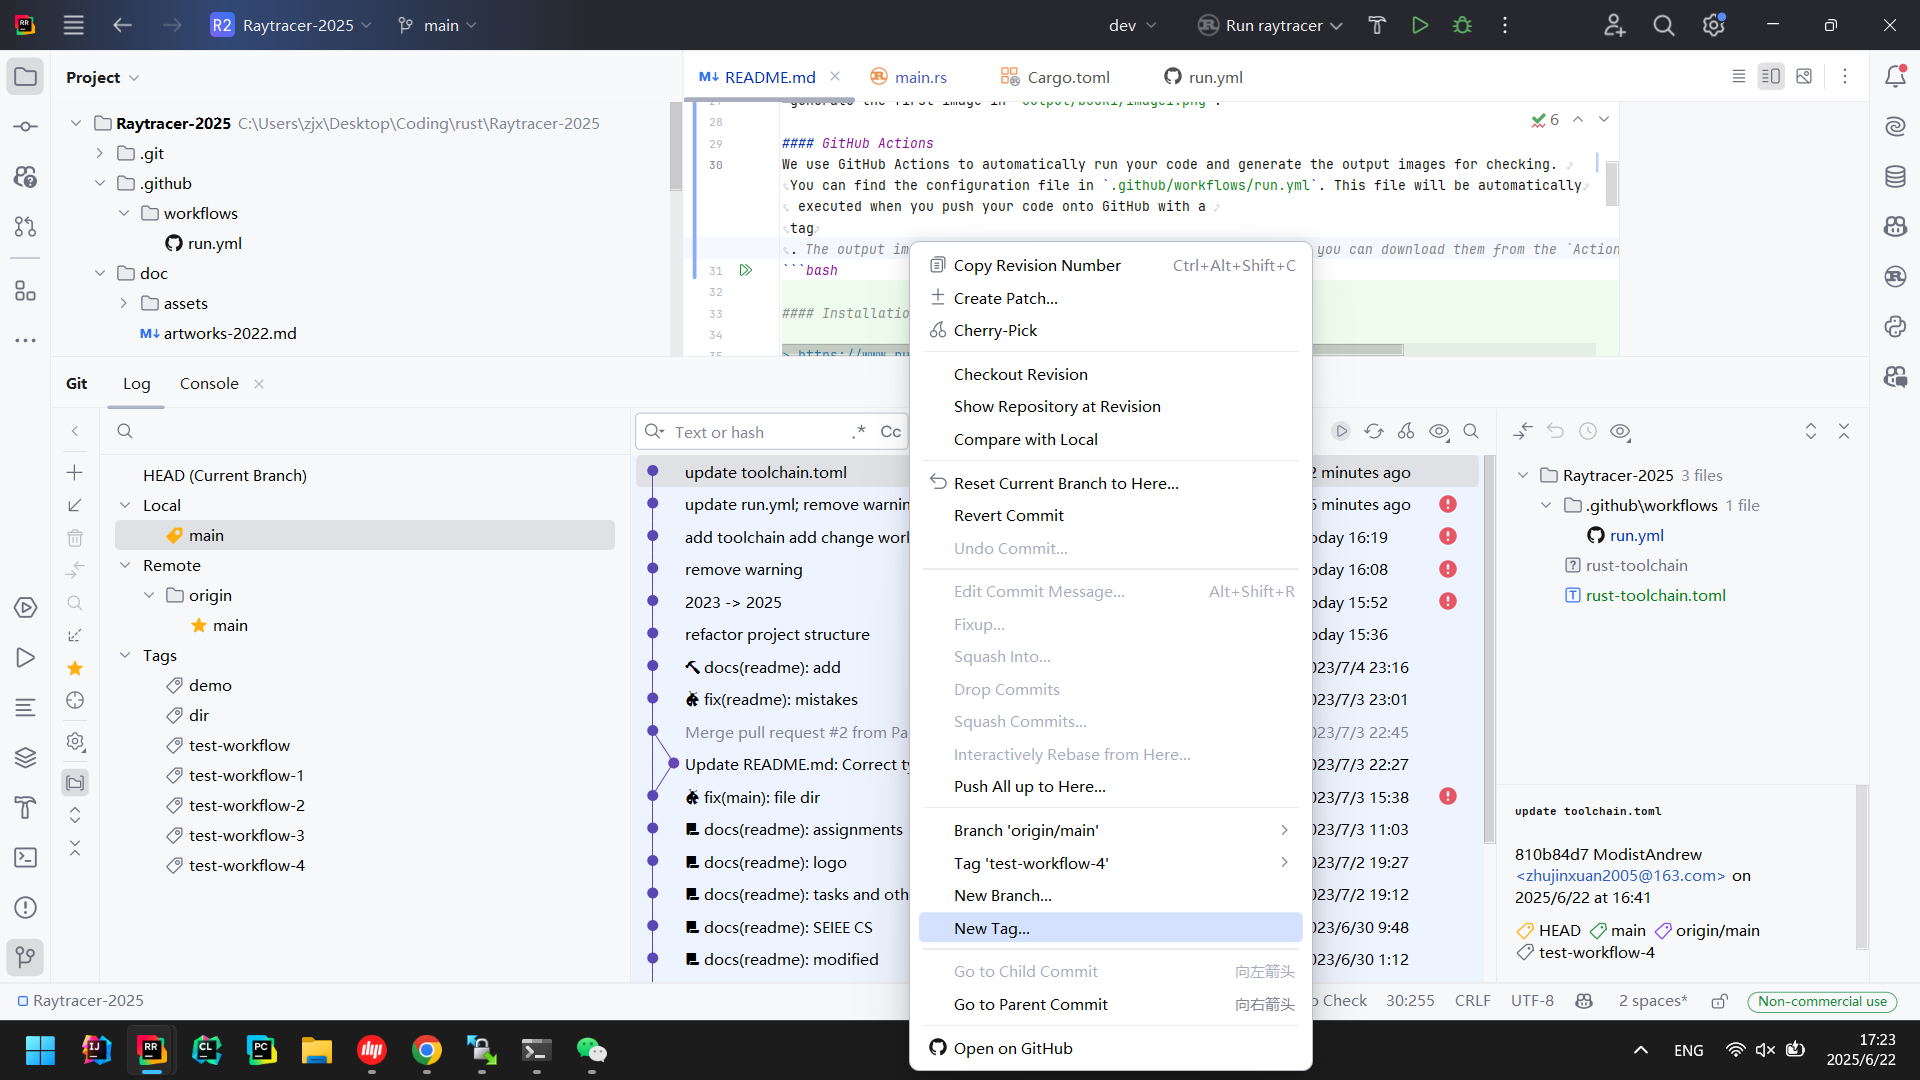 R2 Raytracer-2025
main
dev
Run raytracer
Project
README.md
main.rs
Cargo.toml
run.yml
Raytracer-2025 C:\Users\zjx\Desktop\Coding\rust\Raytracer-2025
.git
.github
workflows
run.yml
doc
assets
M↓ artworks-2022.md
6
28
29 #### GitHub Actions
30 We use GitHub Actions to automatically run your code and generate the output images for checking.
You can find the configuration file in `.github/workflows/run.yml`. This file will be automatically
executed when you push your code onto GitHub with a
tag
. The output im
you can download them from the `Action
31 ```bash
32
33 #### Installatio
34
35
Git
Log
Console
Text or hash
.*
Cc
HEAD (Current Branch)
Local
main
Remote
origin
main
Tags
demo
dir
test-workflow
test-workflow-1
test-workflow-2
test-workflow-3
test-workflow-4
update toolchain.toml
2 minutes ago
update run.yml; remove warnin
minutes ago
add toolchain add change work
oday 16:19
remove warning
oday 16:08
2023 -> 2025
oday 15:52
refactor project structure
oday 15:36
docs(readme): add
023/7/4 23:16
fix(readme): mistakes
023/7/3 23:01
Merge pull request #2 from Pa
023/7/3 22:45
Update README.md: Correct ty
023/7/3 22:27
fix(main): file dir
023/7/3 15:38
docs(readme): assignments
023/7/3 11:03
docs(readme): logo
023/7/2 19:27
docs(readme): tasks and oth
023/7/2 19:12
docs(readme): SEIEE CS
023/6/30 9:48
docs(readme): modified
023/6/30 1:12
Copy Revision Number Ctrl+Alt+Shift+C
Create Patch...
Cherry-Pick
Checkout Revision
Show Repository at Revision
Compare with Local
Reset Current Branch to Here...
Revert Commit
Undo Commit...
Edit Commit Message... Alt+Shift+R
Fixup...
Squash Into...
Drop Commits
Squash Commits...
Interactively Rebase from Here...
Push All up to Here...
Branch 'origin/main'
Tag 'test-workflow-4'
New Branch...
New Tag...
Go to Child Commit 向左箭头
Go to Parent Commit 向右箭头
Open on GitHub
Raytracer-2025 3 files
.github\workflows 1 file
run.yml
rust-toolchain
rust-toolchain.toml
update toolchain.toml
810b84d7 ModistAndrew
<zhujinxuan2005@163.com> on
2025/6/22 at 16:41
HEAD main origin/main
test-workflow-4
Raytracer-2025
Check
30:255
CRLF
UTF-8
2 spaces*
Non-commercial use
ENG
17:23
2025/6/22